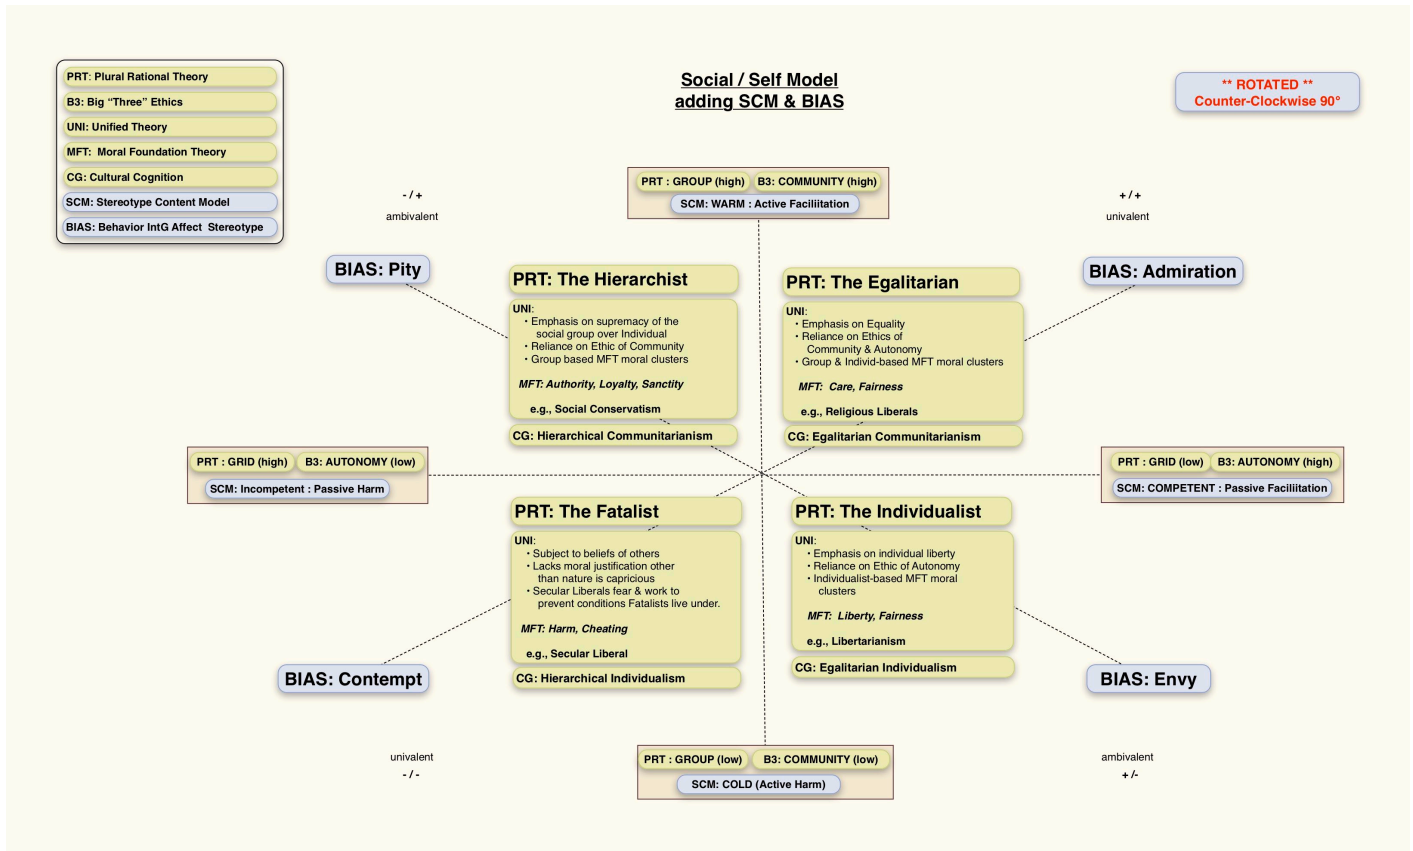 PRT: Plural Rational Theory
B3: Big “Three” Ethics
UNI: Unified Theory
MFT: Moral Foundation Theory
CG: Cultural Cognition
SCM: Stereotype Content Model
BIAS: Behavior IntG Affect Stereotype
Social / Self Model
adding SCM & BIAS
** ROTATED **
Counter-Clockwise 90°
- / +
ambivalent
PRT : GROUP (high)
B3: COMMUNITY (high)
SCM: WARM : Active Faciliitation
+ / +
univalent
BIAS: Pity
BIAS: Admiration
PRT: The Hierarchist
UNI:
• Emphasis on supremacy of the
social group over Individual
• Reliance on Ethic of Community
• Group based MFT moral clusters
MFT: Authority, Loyalty, Sanctity
e.g., Social Conservatism
CG: Hierarchical Communitarianism
PRT: The Egalitarian
UNI:
• Emphasis on Equality
• Reliance on Ethics of
Community & Autonomy
• Group & Individ-based MFT moral clusters
MFT: Care, Fairness
e.g., Religious Liberals
CG: Egalitarian Communitarianism
PRT : GRID (high)
B3: AUTONOMY (low)
SCM: Incompetent : Passive Harm
PRT : GRID (low)
B3: AUTONOMY (high)
SCM: COMPETENT : Passive Faciliitation
PRT: The Fatalist
UNI:
• Subject to beliefs of others
• Lacks moral justification other
than nature is capricious
• Secular Liberals fear & work to
prevent conditions Fatalists live under.
MFT: Harm, Cheating
e.g., Secular Liberal
CG: Hierarchical Individualism
PRT: The Individualist
UNI:
• Emphasis on individual liberty
• Reliance on Ethic of Autonomy
• Individualist-based MFT moral
clusters
MFT: Liberty, Fairness
e.g., Libertarianism
CG: Egalitarian Individualism
BIAS: Contempt
BIAS: Envy
univalent
- / -
PRT : GROUP (low)
B3: COMMUNITY (low)
SCM: COLD (Active Harm)
ambivalent
+ /-